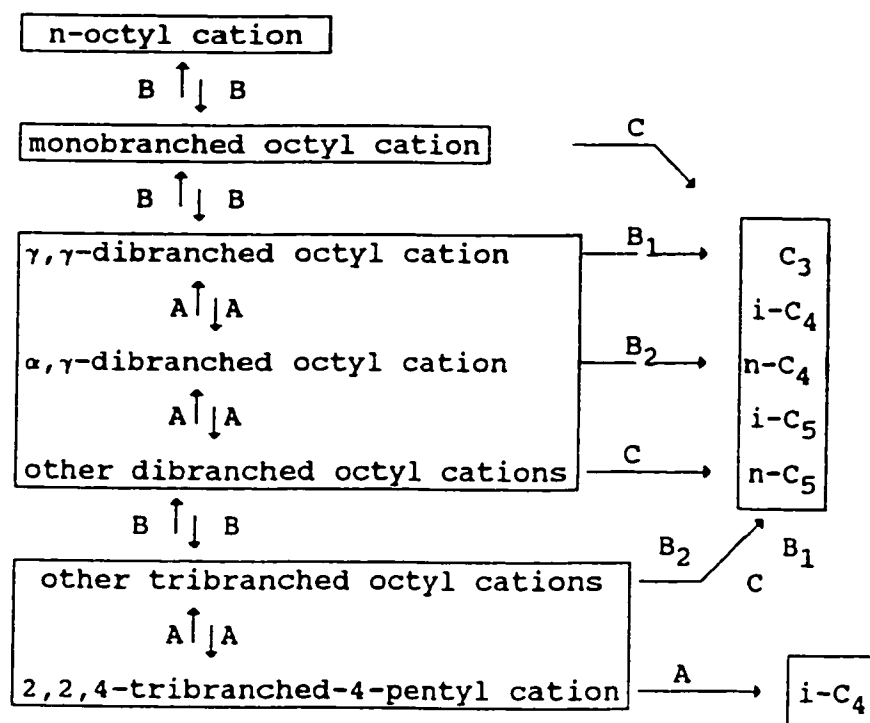 n-octyl cation
B B
monobranched octyl cation
C
B B
γ,γ-dibranched octyl cation
B₁
C₃
A A
i-C₄
α,γ-dibranched octyl cation
B₂
n-C₄
A A
i-C₅
other dibranched octyl cations
C
n-C₅
B B
B₂
B₁
other tribranched octyl cations
C
A A
2,2,4-tribranched-4-pentyl cation
A
i-C₄